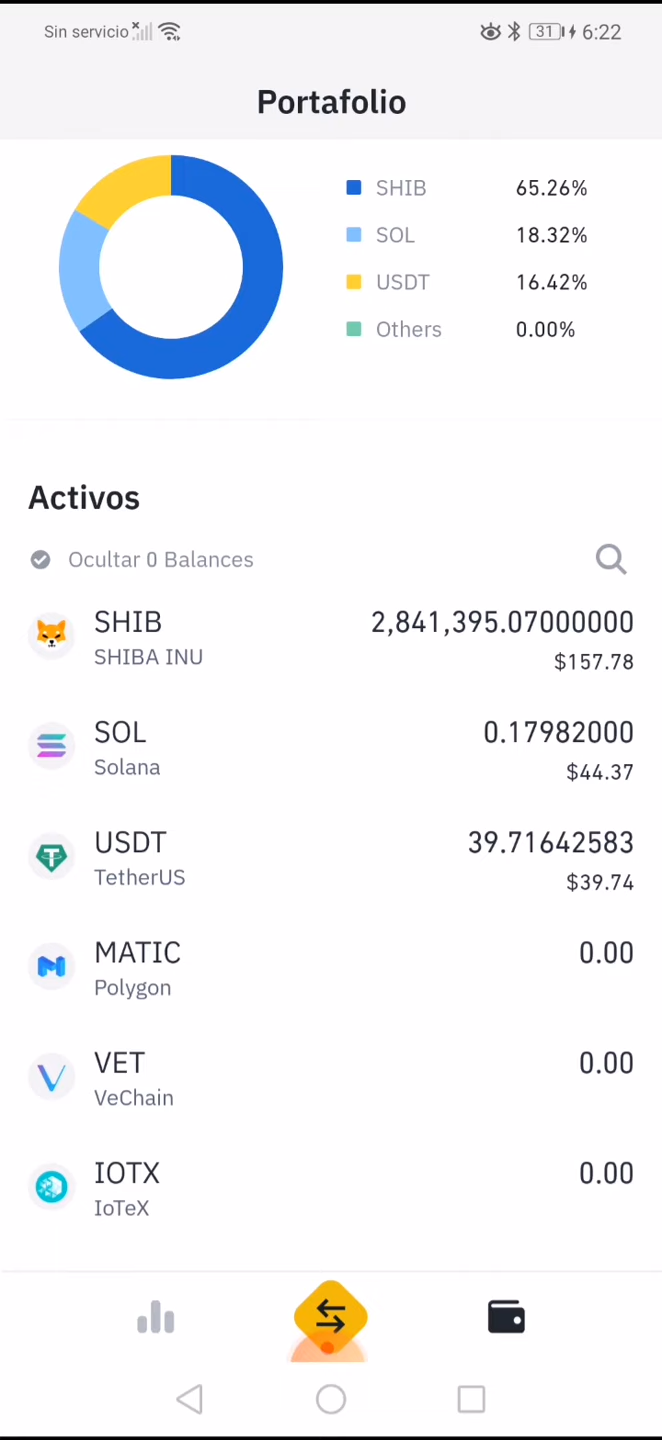 Sin servicio 31 6:22
Portafolio
SHIB 65.26%
SOL 18.32%
USDT 16.42%
Others 0.00%
Activos
Ocultar 0 Balances
SHIB 2,841,395.07000000
SHIBA INU $157.78
SOL 0.17982000
Solana $44.37
USDT 39.71642583
TetherUS $39.74
MATIC 0.00
Polygon
VET 0.00
VeChain
IOTX 0.00
IoTeX